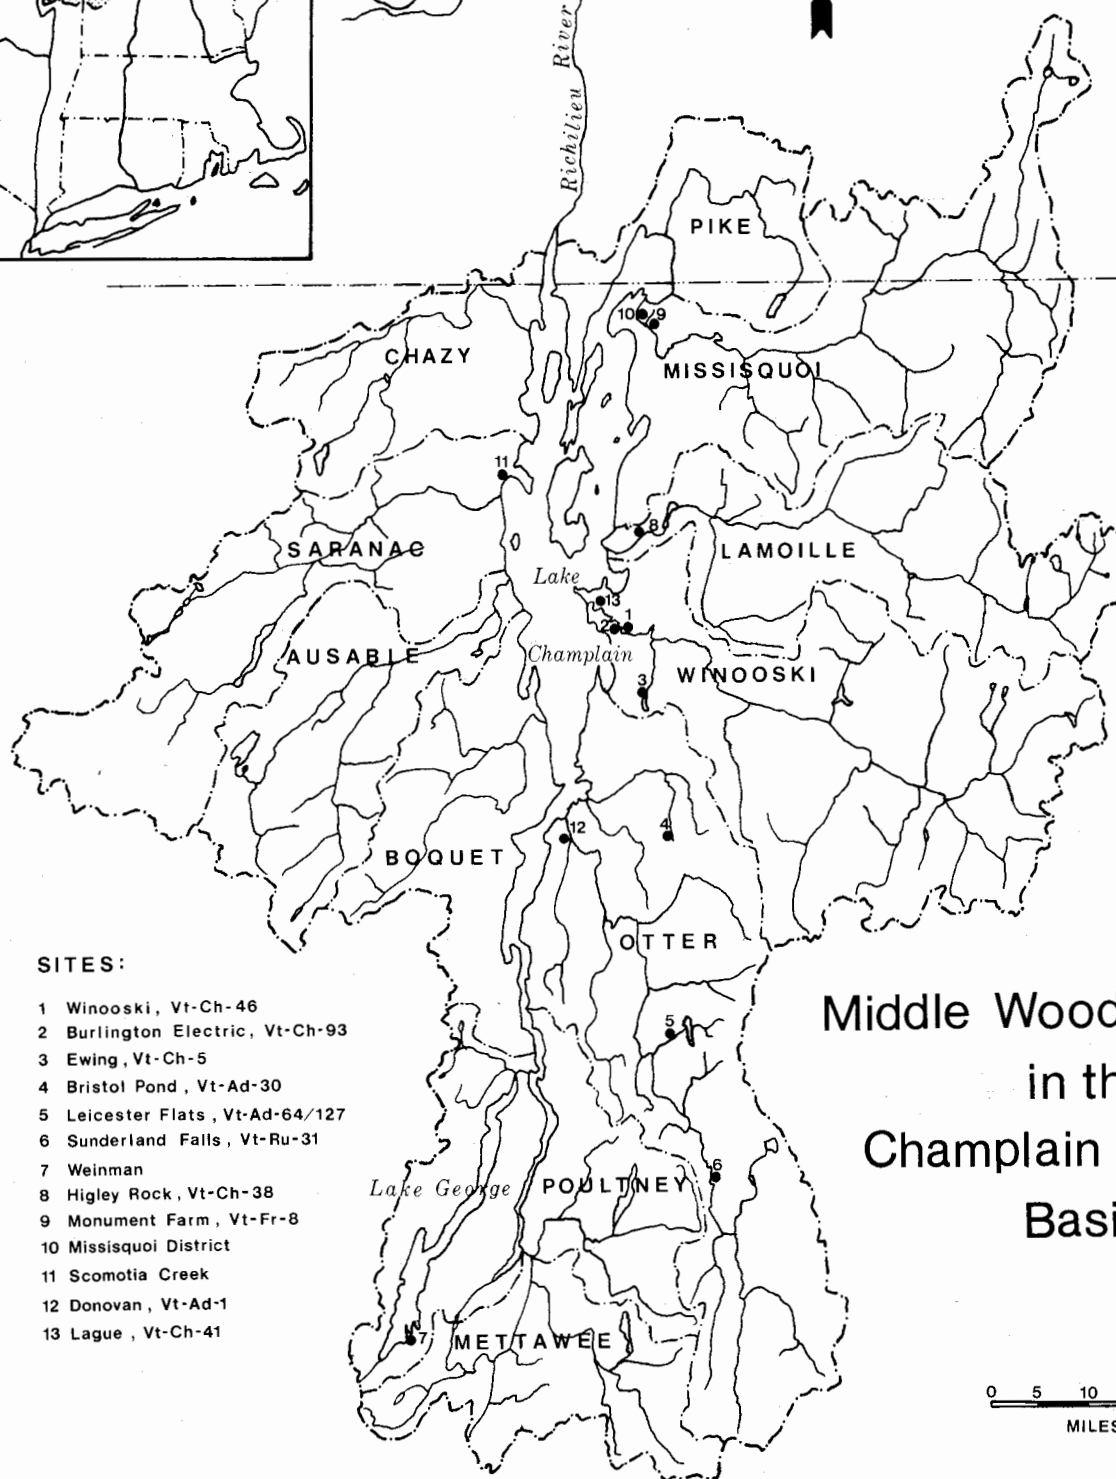 Richilieu River
PIKE
10
9
CHAZY
MISSISQUOI
11
8
SARANAC
LAMOILLE
Lake
13
2
1
Champlain
AUSABLE
WINOOSKI
3
12
4
BOQUET
OTTER
5
6
Lake George
POULTNEY
7
METTAWEE
SITES:
1 Winooski, Vt-Ch-46
2 Burlington Electric, Vt-Ch-93
3 Ewing, Vt-Ch-5
4 Bristol Pond, Vt-Ad-30
5 Leicester Flats, Vt-Ad-64/127
6 Sunderland Falls, Vt-Ru-31
7 Weinman
8 Higley Rock, Vt-Ch-38
9 Monument Farm, Vt-Fr-8
10 Missisquoi District
11 Scomotia Creek
12 Donovan, Vt-Ad-1
13 Lague, Vt-Ch-41
Middle Wood
in th
Champlain
Basi
0 5 10
MILES